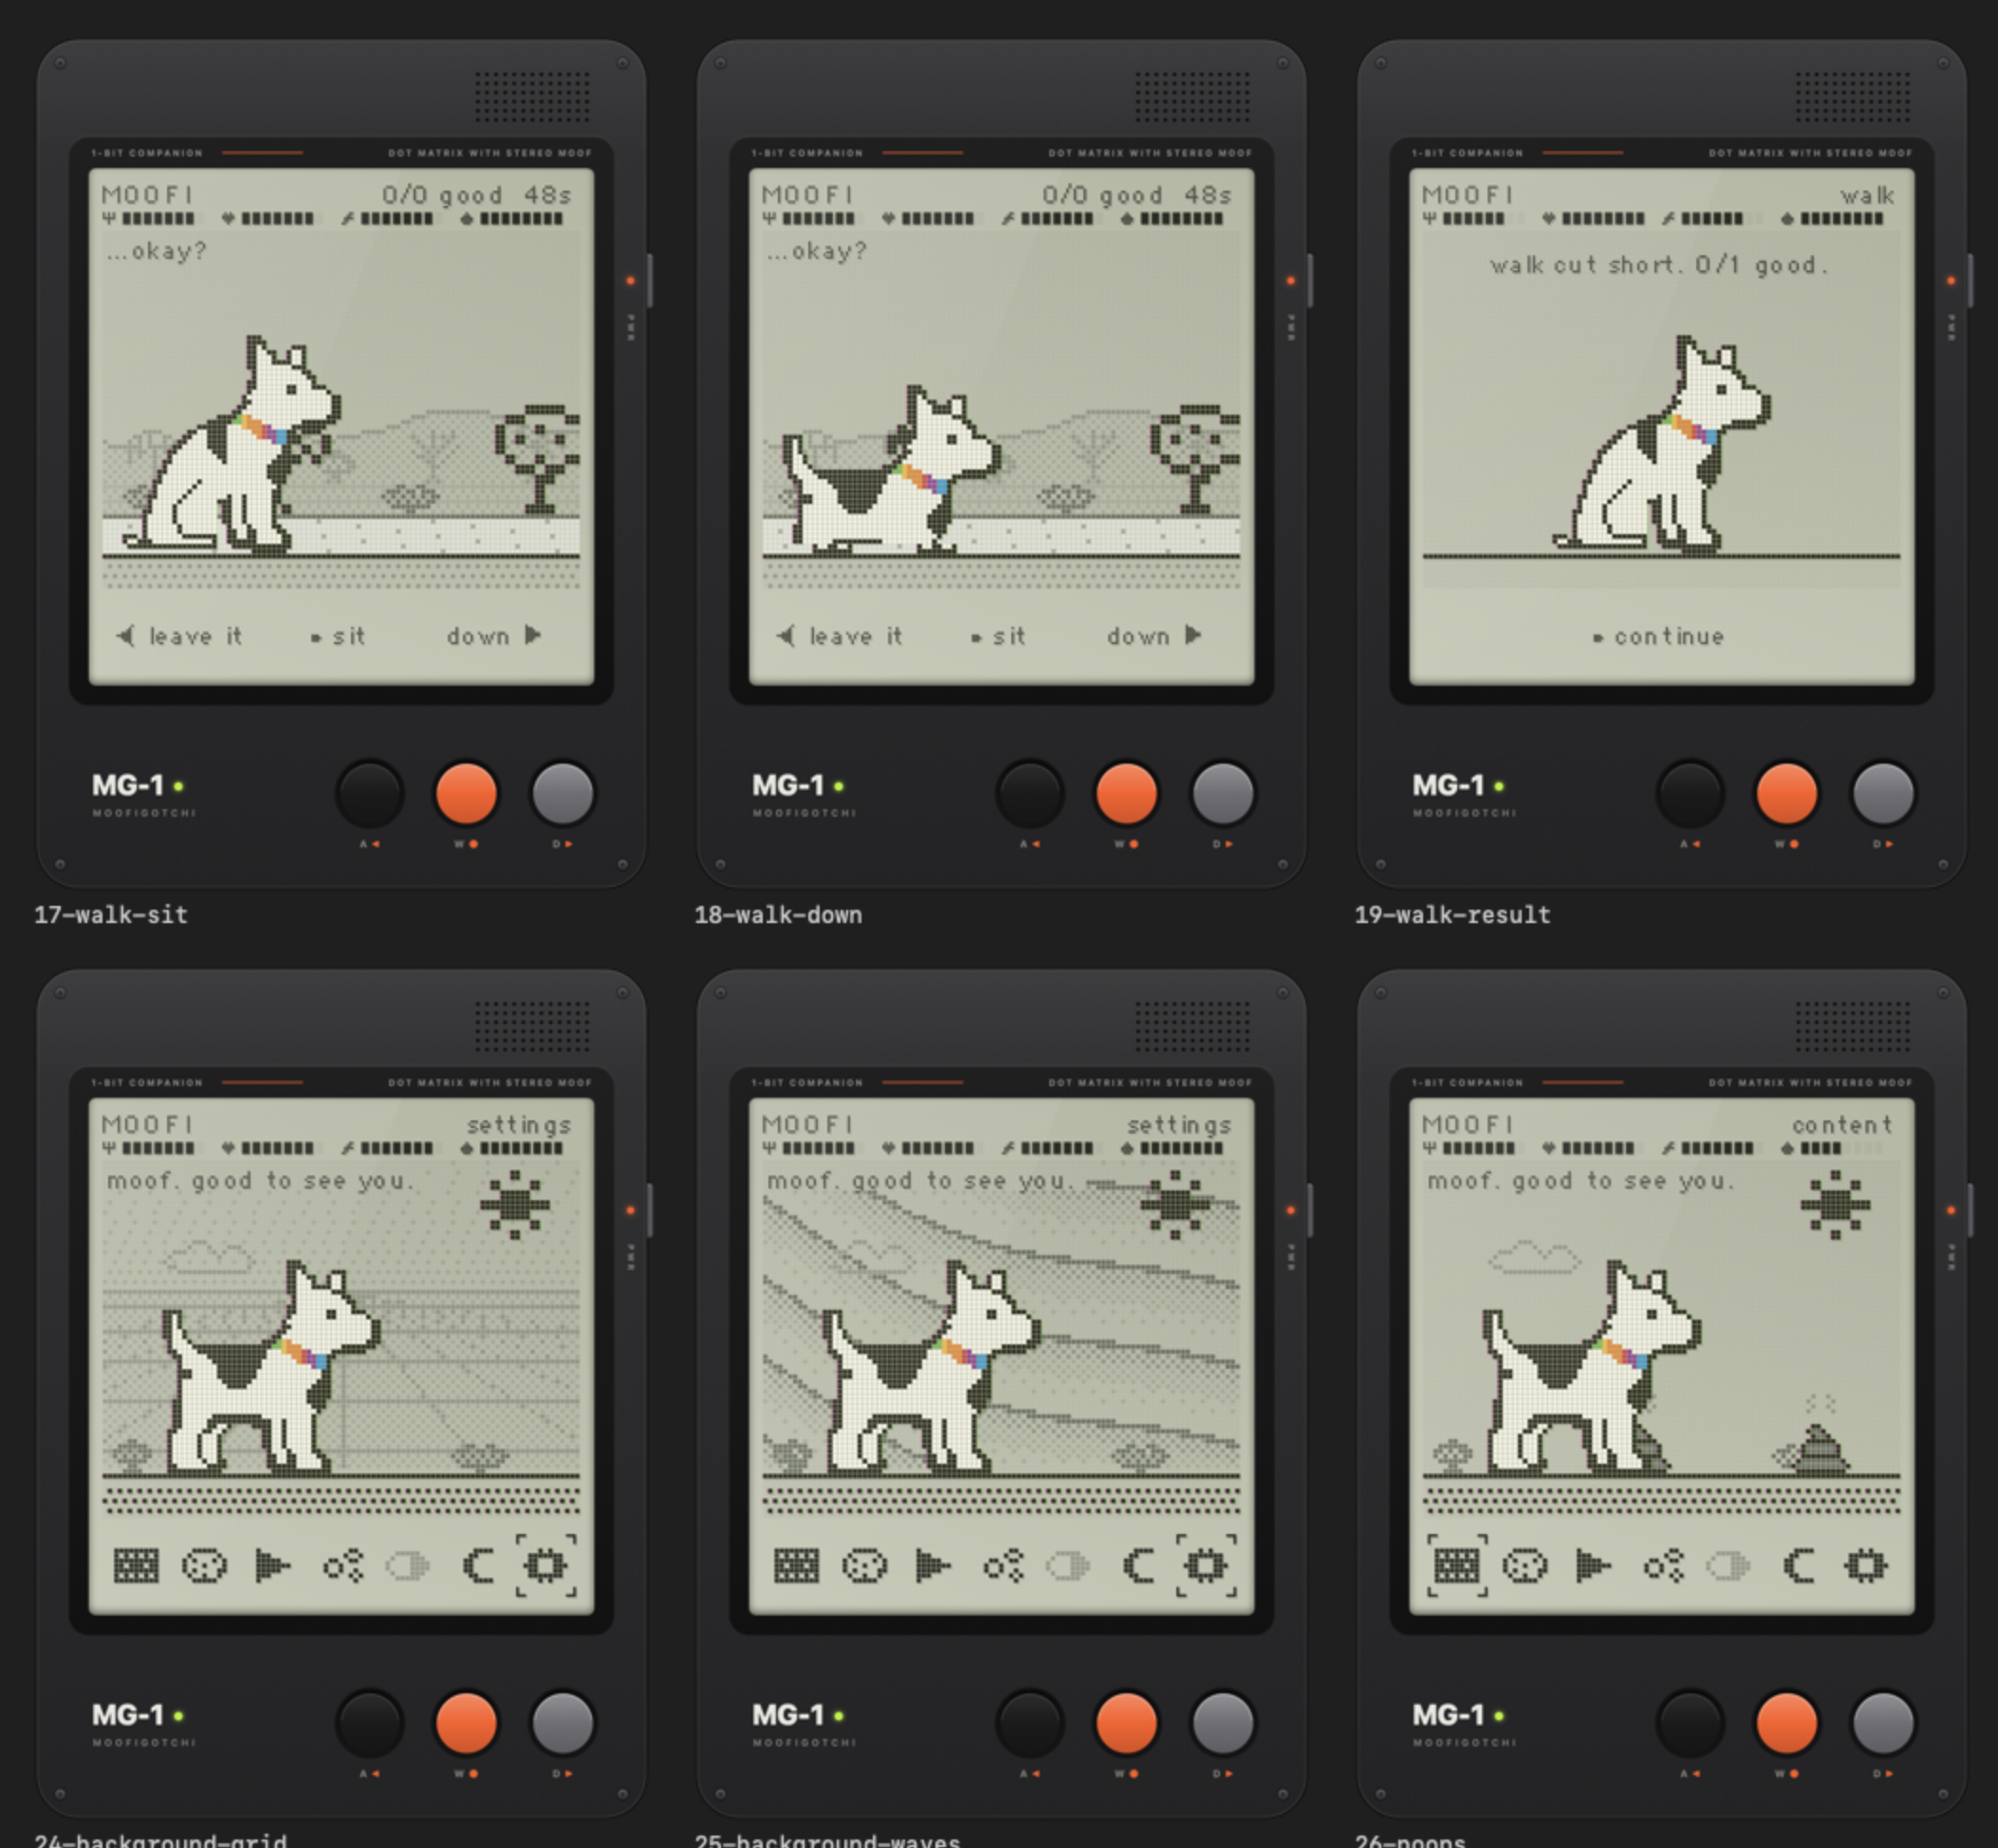 1-BIT COMPANION DOT MATRIX WITH STEREO MOOF
MOOFI 0/0 good 48s
...okay?
leave it sit down
PWR
MG-1
MOOFIGOTCHI
A W D
17-walk-sit
1-BIT COMPANION DOT MATRIX WITH STEREO MOOF
MOOFI 0/0 good 48s
...okay?
leave it sit down
PWR
MG-1
MOOFIGOTCHI
A W D
18-walk-down
1-BIT COMPANION DOT MATRIX WITH STEREO MOOF
MOOFI walk
walk cut short. 0/1 good.
continue
PWR
MG-1
MOOFIGOTCHI
A W D
19-walk-result
1-BIT COMPANION DOT MATRIX WITH STEREO MOOF
MOOFI settings
moof. good to see you.
PWR
MG-1
MOOFIGOTCHI
A W D
24-background-grid
1-BIT COMPANION DOT MATRIX WITH STEREO MOOF
MOOFI settings
moof. good to see you.
PWR
MG-1
MOOFIGOTCHI
A W D
25-background-waves
1-BIT COMPANION DOT MATRIX WITH STEREO MOOF
MOOFI content
moof. good to see you.
PWR
MG-1
MOOFIGOTCHI
A W D
26-poops